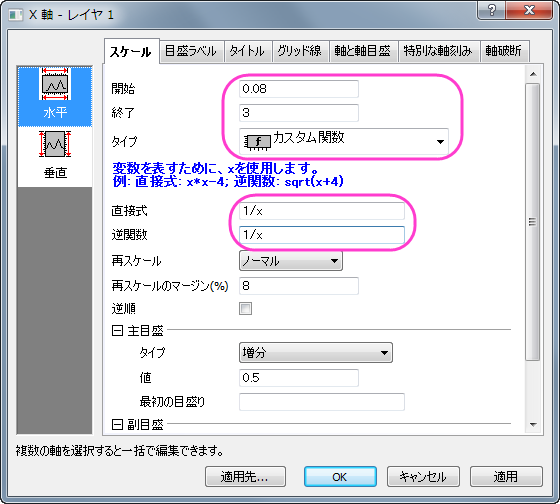 X 軸 - レイヤ 1
スケール 目盛ラベル タイトル グリッド線 軸と軸目盛 特別な軸刻み 軸破断
水平
垂直
開始 0.08
終了 3
タイプ f カスタム関数
変数を表すために、xを使用します。
例: 直接式: x*x-4; 逆関数: sqrt(x+4)
直接式 1/x
逆関数 1/x
再スケール ノーマル
再スケールのマージン(%) 8
逆順
主目盛
タイプ 増分
値 0.5
最初の目盛り
副目盛
複数の軸を選択すると一括で編集できます。
適用先... OK キャンセル 適用